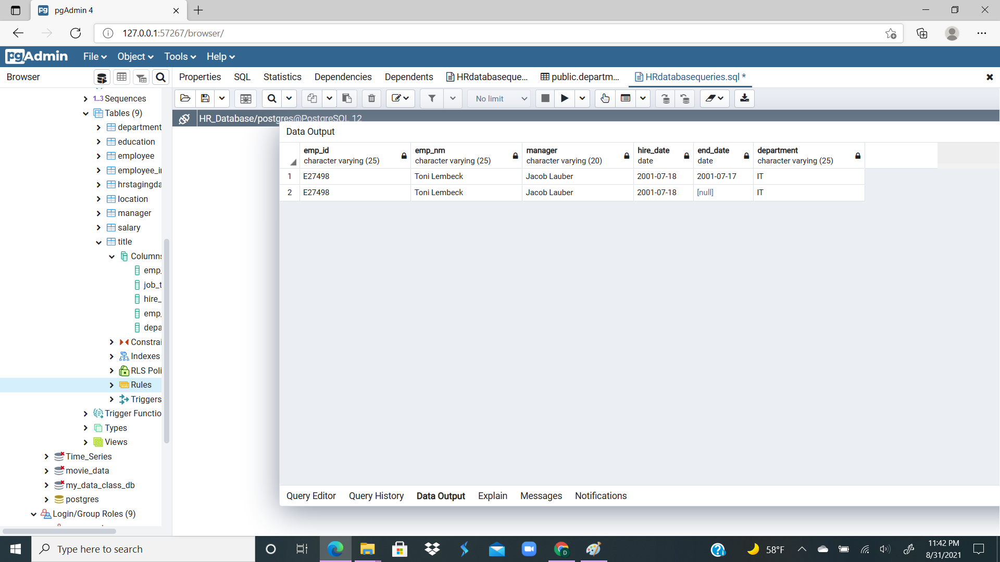 pgAdmin 4
127.0.0.1:57267/browser/
pgAdmin File Object Tools Help
Browser
Properties SQL Statistics Dependencies Dependents HRdatabaseque... public.departm... HRdatabasequeries.sql *
No limit
HR_Database/postgres@PostgreSQL 12
1..3 Sequences
Tables (9)
department
education
employee
employee_i
hrstagingda
location
manager
salary
title
Columns
emp_
job_t
hire_
emp_
depa
Constrai
Indexes
RLS Poli
Rules
Triggers
Trigger Functio
Types
Views
Time_Series
movie_data
my_data_class_db
postgres
Login/Group Roles (9)
Data Output
emp_id emp_nm manager hire_date end_date department
character varying (25) character varying (25) character varying (20) date date character varying (25)
1 E27498 Toni Lembeck Jacob Lauber 2001-07-18 2001-07-17 IT
2 E27498 Toni Lembeck Jacob Lauber 2001-07-18 [null] IT
Query Editor Query History Data Output Explain Messages Notifications
Type here to search
58°F
11:42 PM
8/31/2021